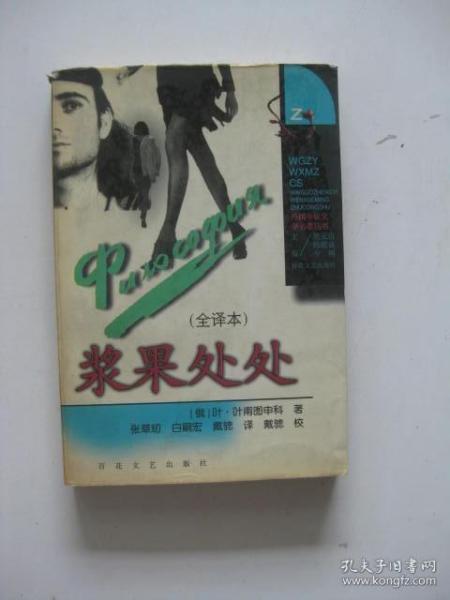 Z
WGZY
WXMZ
CS
Философия
(全译本)
浆果处处
[俄]叶·叶甫图申科 著
张草纫 白嗣宏 戴骢 译 戴骢 校
百花文艺出版社
孔夫子旧书网
www.kongfz.com